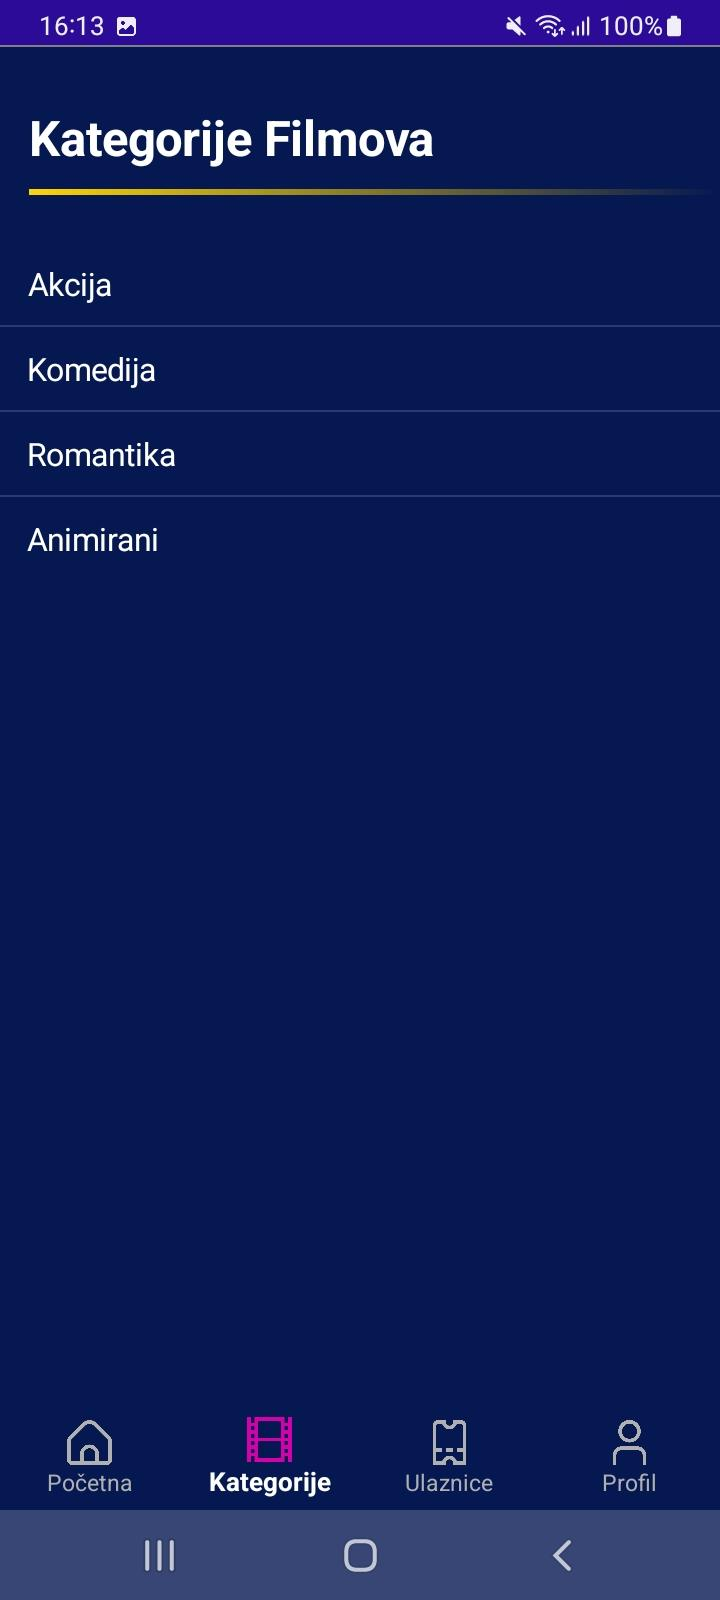 16:13 100%
Kategorije Filmova
Akcija
Komedija
Romantika
Animirani
Početna Kategorije Ulaznice Profil